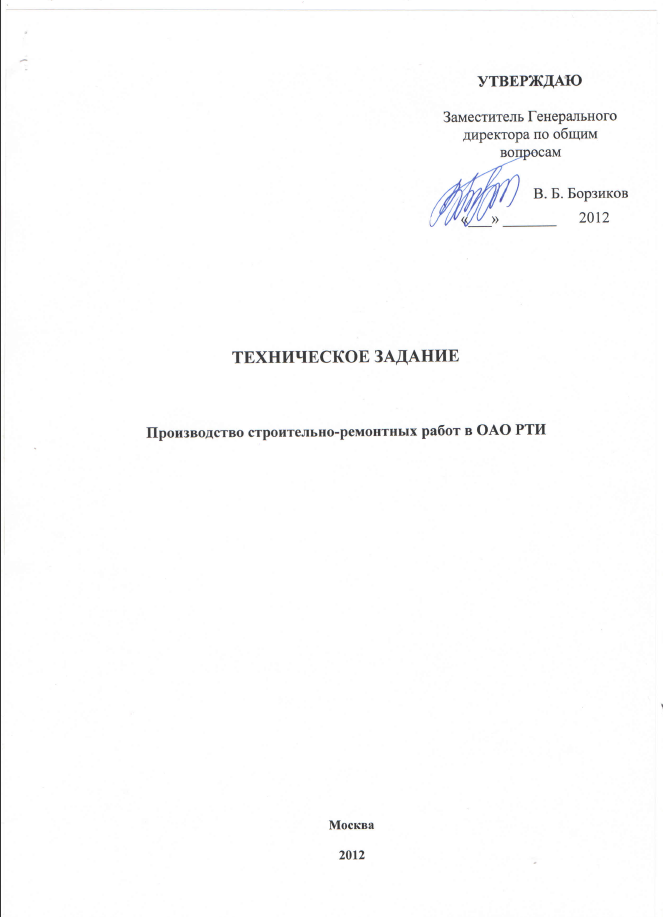 УТВЕРЖДАЮ
Заместитель Генерального
директора по общим
вопросам
В. Б. Борзиков
«___» _______ 2012
ТЕХНИЧЕСКОЕ ЗАДАНИЕ
Производство строительно-ремонтных работ в ОАО РТИ
Москва
2012